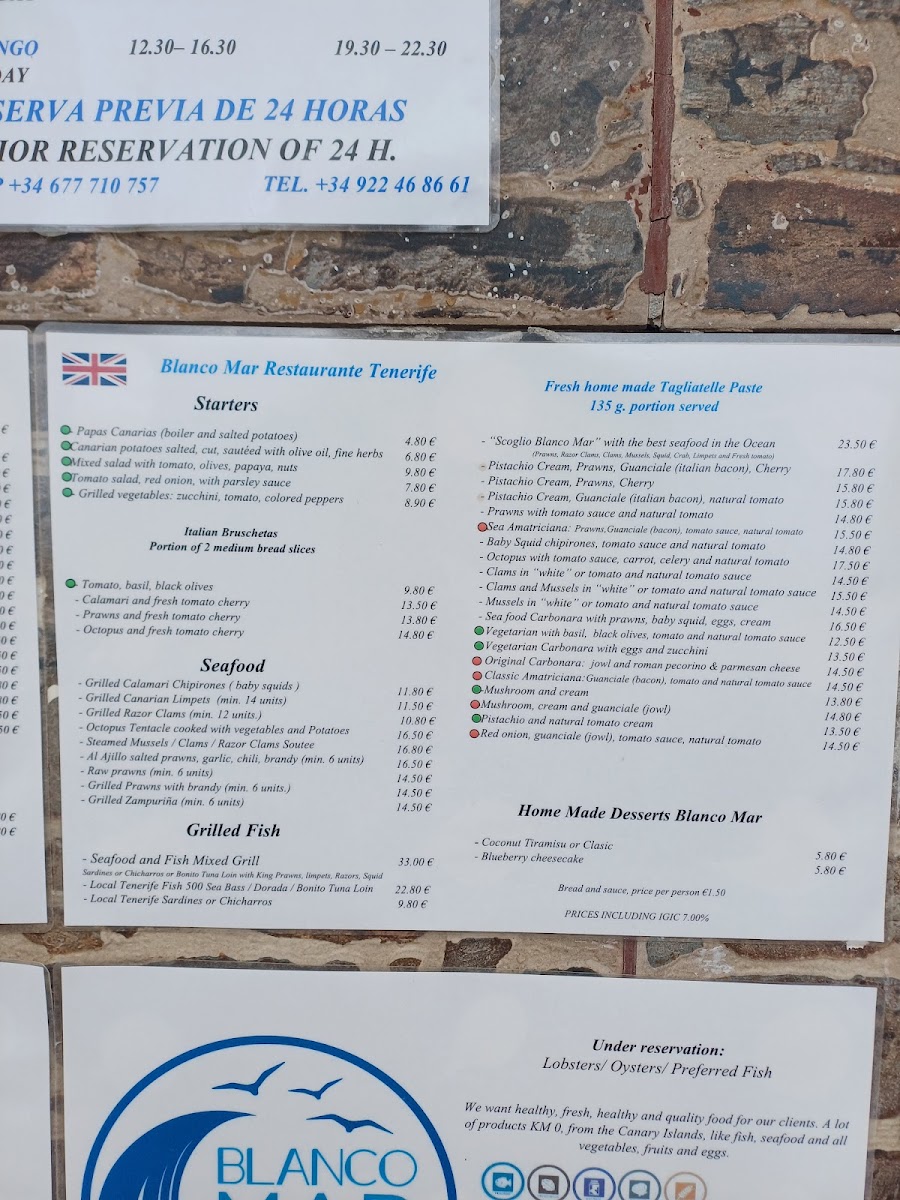 12.30– 16.30 19.30 – 22.30
SERVA PREVIA DE 24 HORAS
IOR RESERVATION OF 24 H.
+34 677 710 757 TEL. +34 922 46 86 61
Blanco Mar Restaurante Tenerife
Starters
- Papas Canarias (boiler and salted potatoes) 4.80 €
Canarian potatoes salted, cut, sautéed with olive oil, fine herbs 6.80 €
Mixed salad with tomato, olives, papaya, nuts 9.80 €
Tomato salad, red onion, with parsley sauce 7.80 €
- Grilled vegetables: zucchini, tomato, colored peppers 8.90 €
Italian Bruschetas
Portion of 2 medium bread slices
- Tomato, basil, black olives 9.80 €
- Calamari and fresh tomato cherry 13.50 €
- Prawns and fresh tomato cherry 13.80 €
- Octopus and fresh tomato cherry 14.80 €
Seafood
- Grilled Calamari Chipirones ( baby squids ) 11.80 €
- Grilled Canarian Limpets (min. 14 units) 11.50 €
- Grilled Razor Clams (min. 12 units.) 10.80 €
- Octopus Tentacle cooked with vegetables and Potatoes 16.50 €
- Steamed Mussels / Clams / Razor Clams Soutee 16.80 €
- Al Ajillo salted prawns, garlic, chili, brandy (min. 6 units) 16.50 €
- Raw prawns (min. 6 units) 14.50 €
- Grilled Prawns with brandy (min. 6 units.) 14.50 €
- Grilled Zampuriña (min. 6 units) 14.50 €
Grilled Fish
- Seafood and Fish Mixed Grill 33.00 €
Sardines or Chicharros or Bonito Tuna Loin with King Prawns, limpets, Razors, Squid
- Local Tenerife Fish 500 Sea Bass / Dorada / Bonito Tuna Loin 22.80 €
- Local Tenerife Sardines or Chicharros 9.80 €
Fresh home made Tagliatelle Paste
135 g. portion served
- "Scoglio Blanco Mar" with the best seafood in the Ocean 23.50 €
(Prawns, Razor Clams, Clams, Mussels, Squid, Crab, Limpets and Fresh tomato)
- Pistachio Cream, Prawns, Guanciale (italian bacon), Cherry 17.80 €
- Pistachio Cream, Prawns, Cherry 15.80 €
- Pistachio Cream, Guanciale (italian bacon), natural tomato 15.80 €
- Prawns with tomato sauce and natural tomato 14.80 €
Sea Amatriciana: Prawns,Guanciale (bacon), tomato sauce, natural tomato 15.50 €
- Baby Squid chipirones, tomato sauce and natural tomato 14.80 €
- Octopus with tomato sauce, carrot, celery and natural tomato 17.50 €
- Clams in "white" or tomato and natural tomato sauce 14.50 €
- Clams and Mussels in "white" or tomato and natural tomato sauce 15.50 €
- Mussels in "white" or tomato and natural tomato sauce 14.50 €
- Sea food Carbonara with prawns, baby squid, eggs, cream 16.50 €
Vegetarian with basil, black olives, tomato and natural tomato sauce 12.50 €
Vegetarian Carbonara with eggs and zucchini 13.50 €
Original Carbonara: jowl and roman pecorino & parmesan cheese 14.50 €
Classic Amatriciana:Guanciale (bacon), tomato and natural tomato sauce 14.50 €
-Mushroom and cream 13.80 €
Mushroom, cream and guanciale (jowl) 14.80 €
Pistachio and natural tomato cream 13.50 €
Red onion, guanciale (jowl), tomato sauce, natural tomato 14.50 €
Home Made Desserts Blanco Mar
- Coconut Tiramisu or Clasic 5.80 €
- Blueberry cheesecake 5.80 €
Bread and sauce, price per person €1.50
PRICES INCLUDING IGIC 7.00%
BLANCO
MAR
Under reservation:
Lobsters/ Oysters/ Preferred Fish
We want healthy, fresh, healthy and quality food for our clients. A lot
of products KM 0, from the Canary Islands, like fish, seafood and all
vegetables, fruits and eggs.